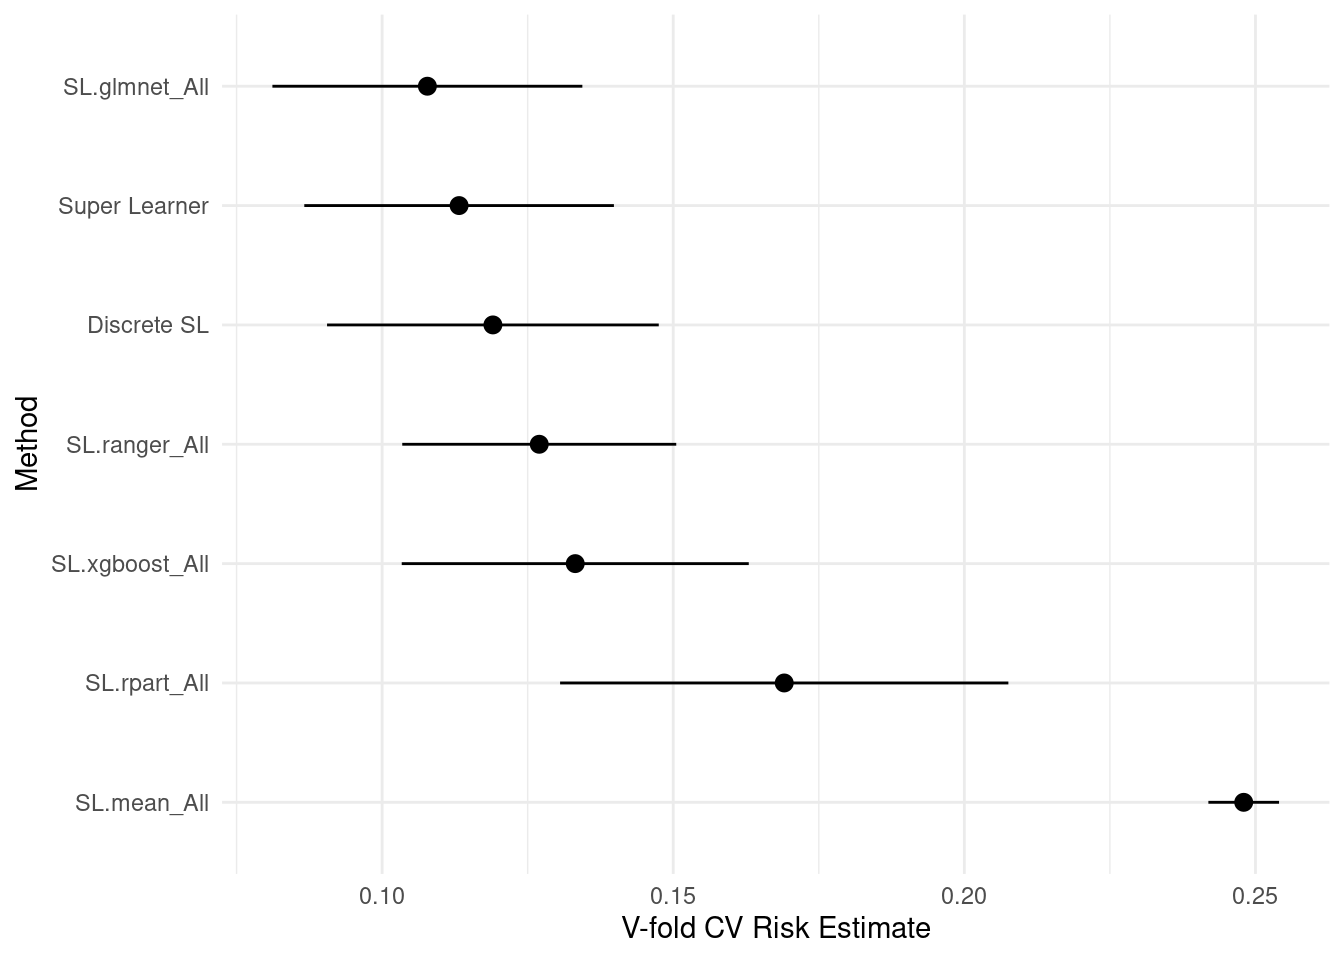 SL.glmnet_All
Super Learner
Discrete SL
SL.ranger_All
SL.xgboost_All
SL.rpart_All
SL.mean_All
Method
0.10 0.15 0.20 0.25
V-fold CV Risk Estimate